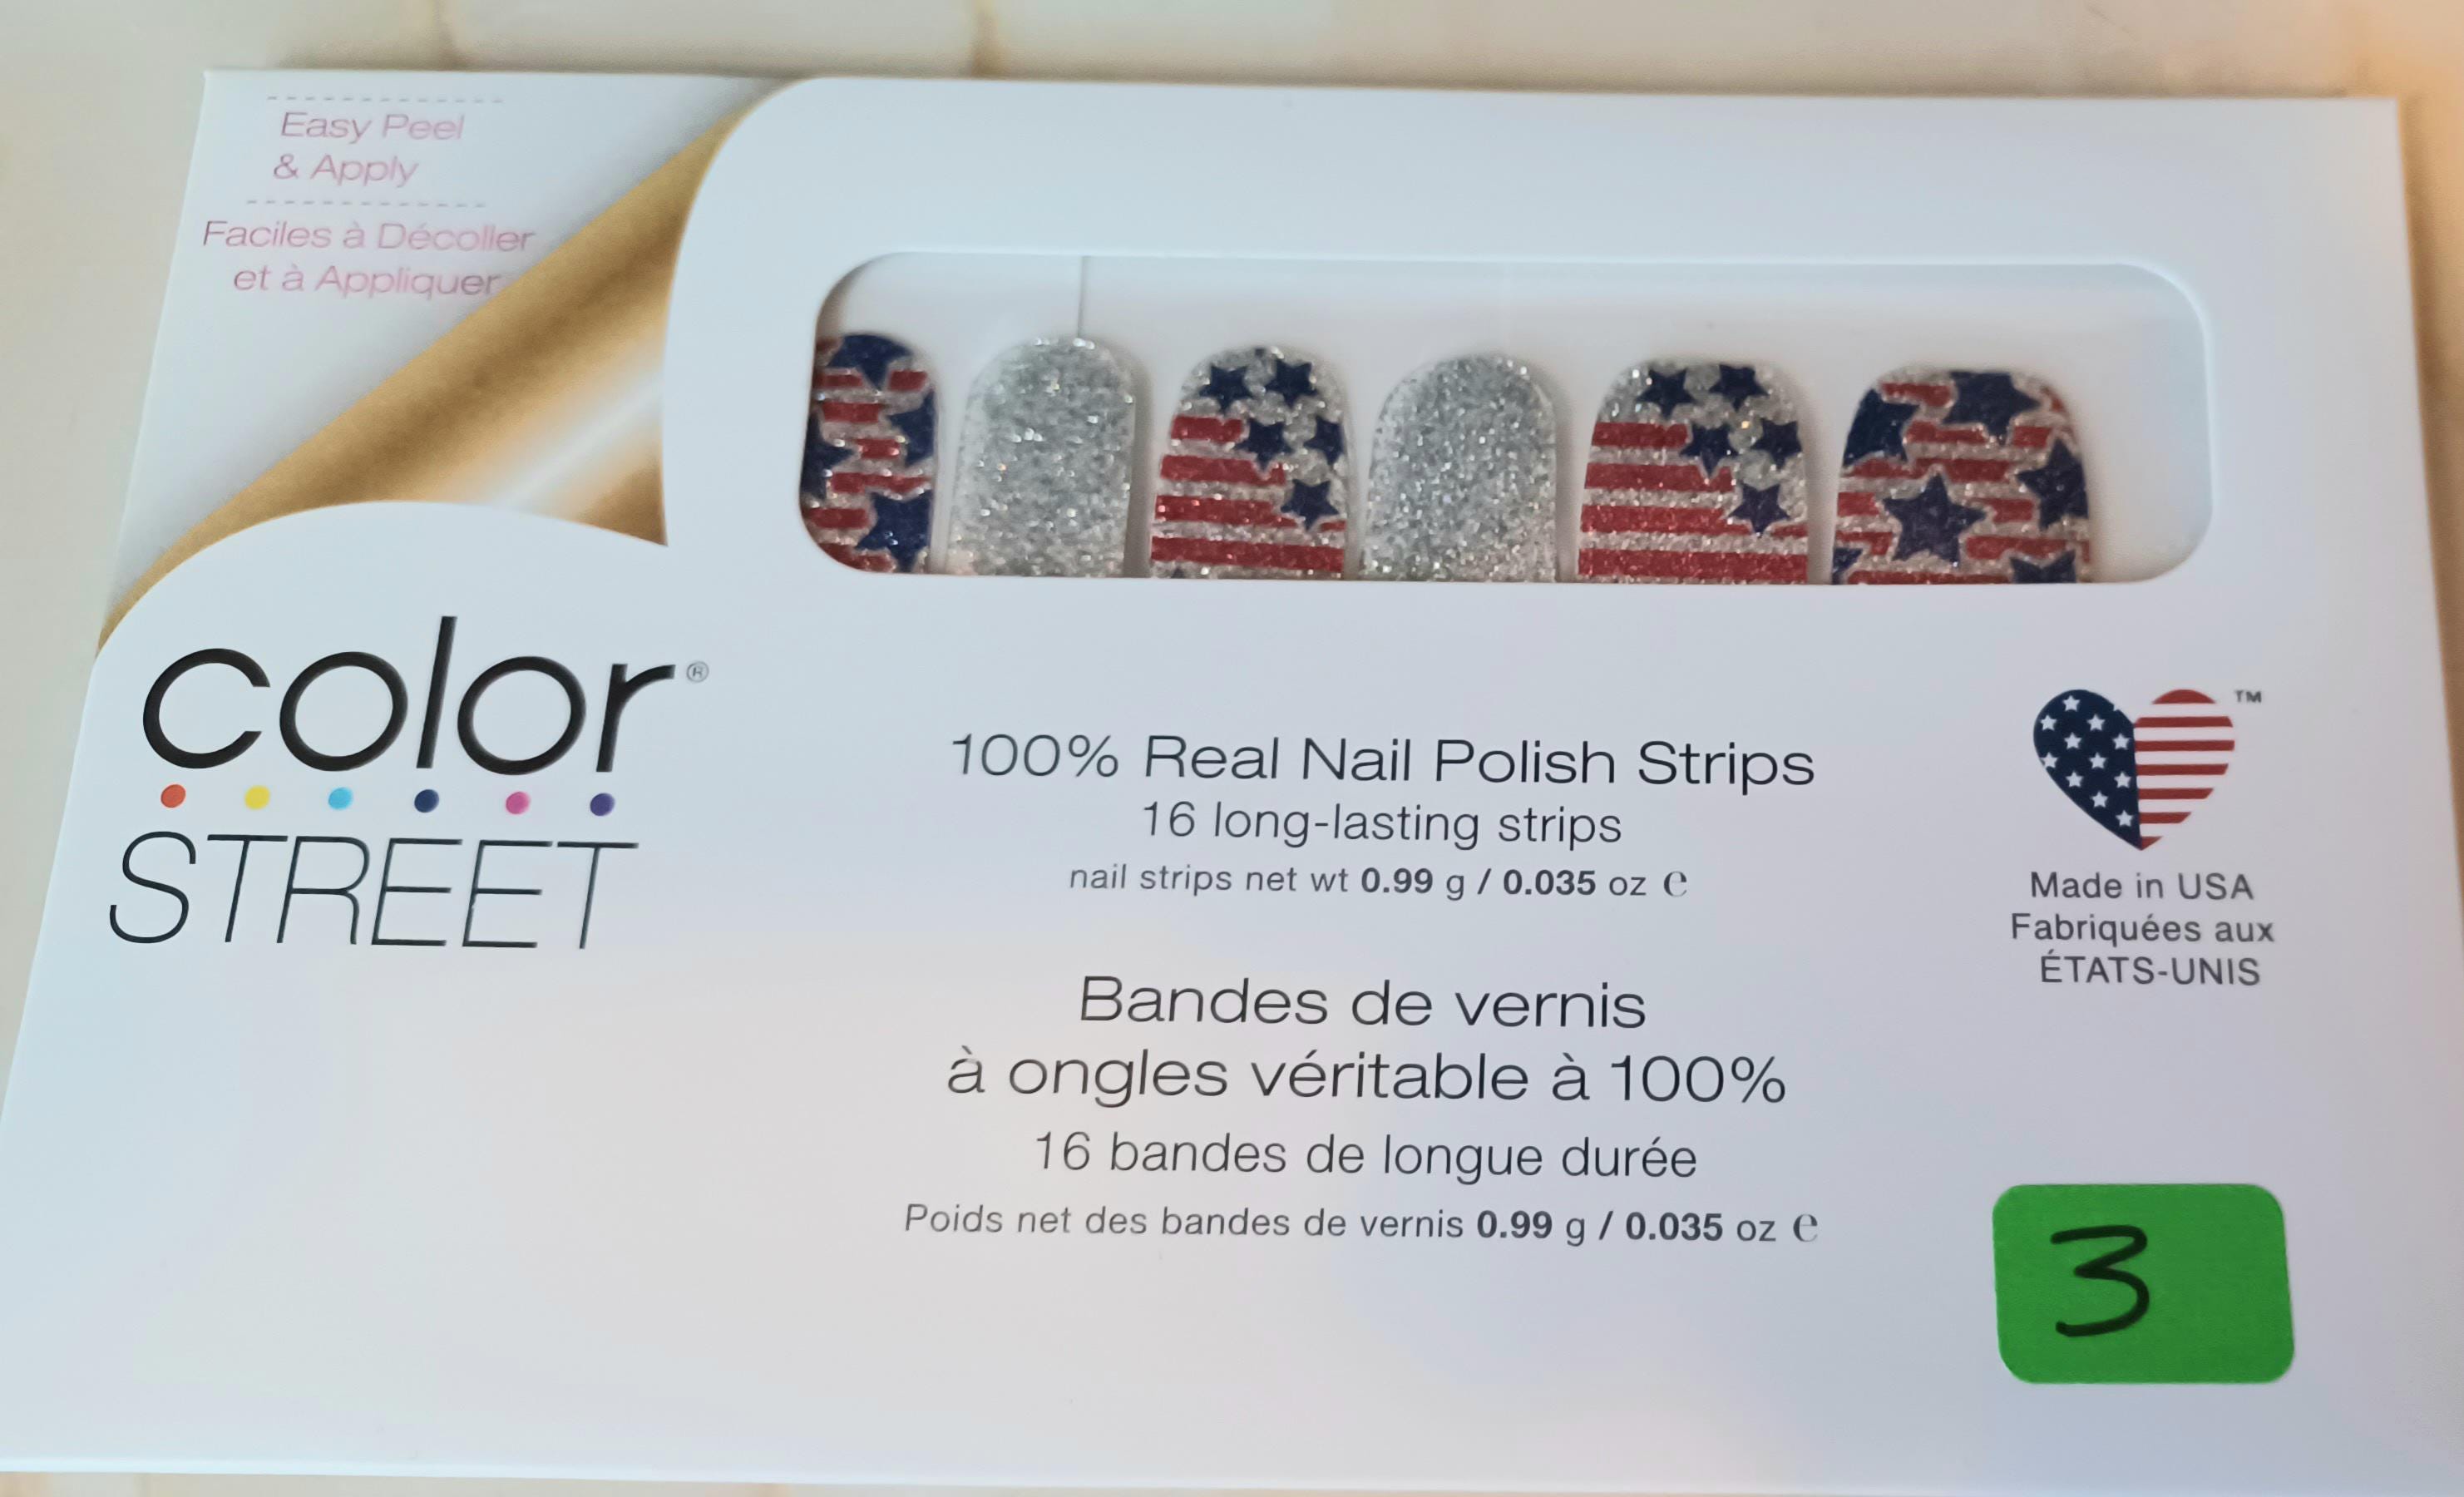 Easy Peel
& Apply
Faciles à Décoller
et à Appliquer
color®
STREET
100% Real Nail Polish Strips
16 long-lasting strips
nail strips net wt 0.99 g / 0.035 oz ℮
Bandes de vernis
à ongles véritable à 100%
16 bandes de longue durée
Poids net des bandes de vernis 0.99 g / 0.035 oz ℮
™
Made in USA
Fabriquées aux
ÉTATS-UNIS
3